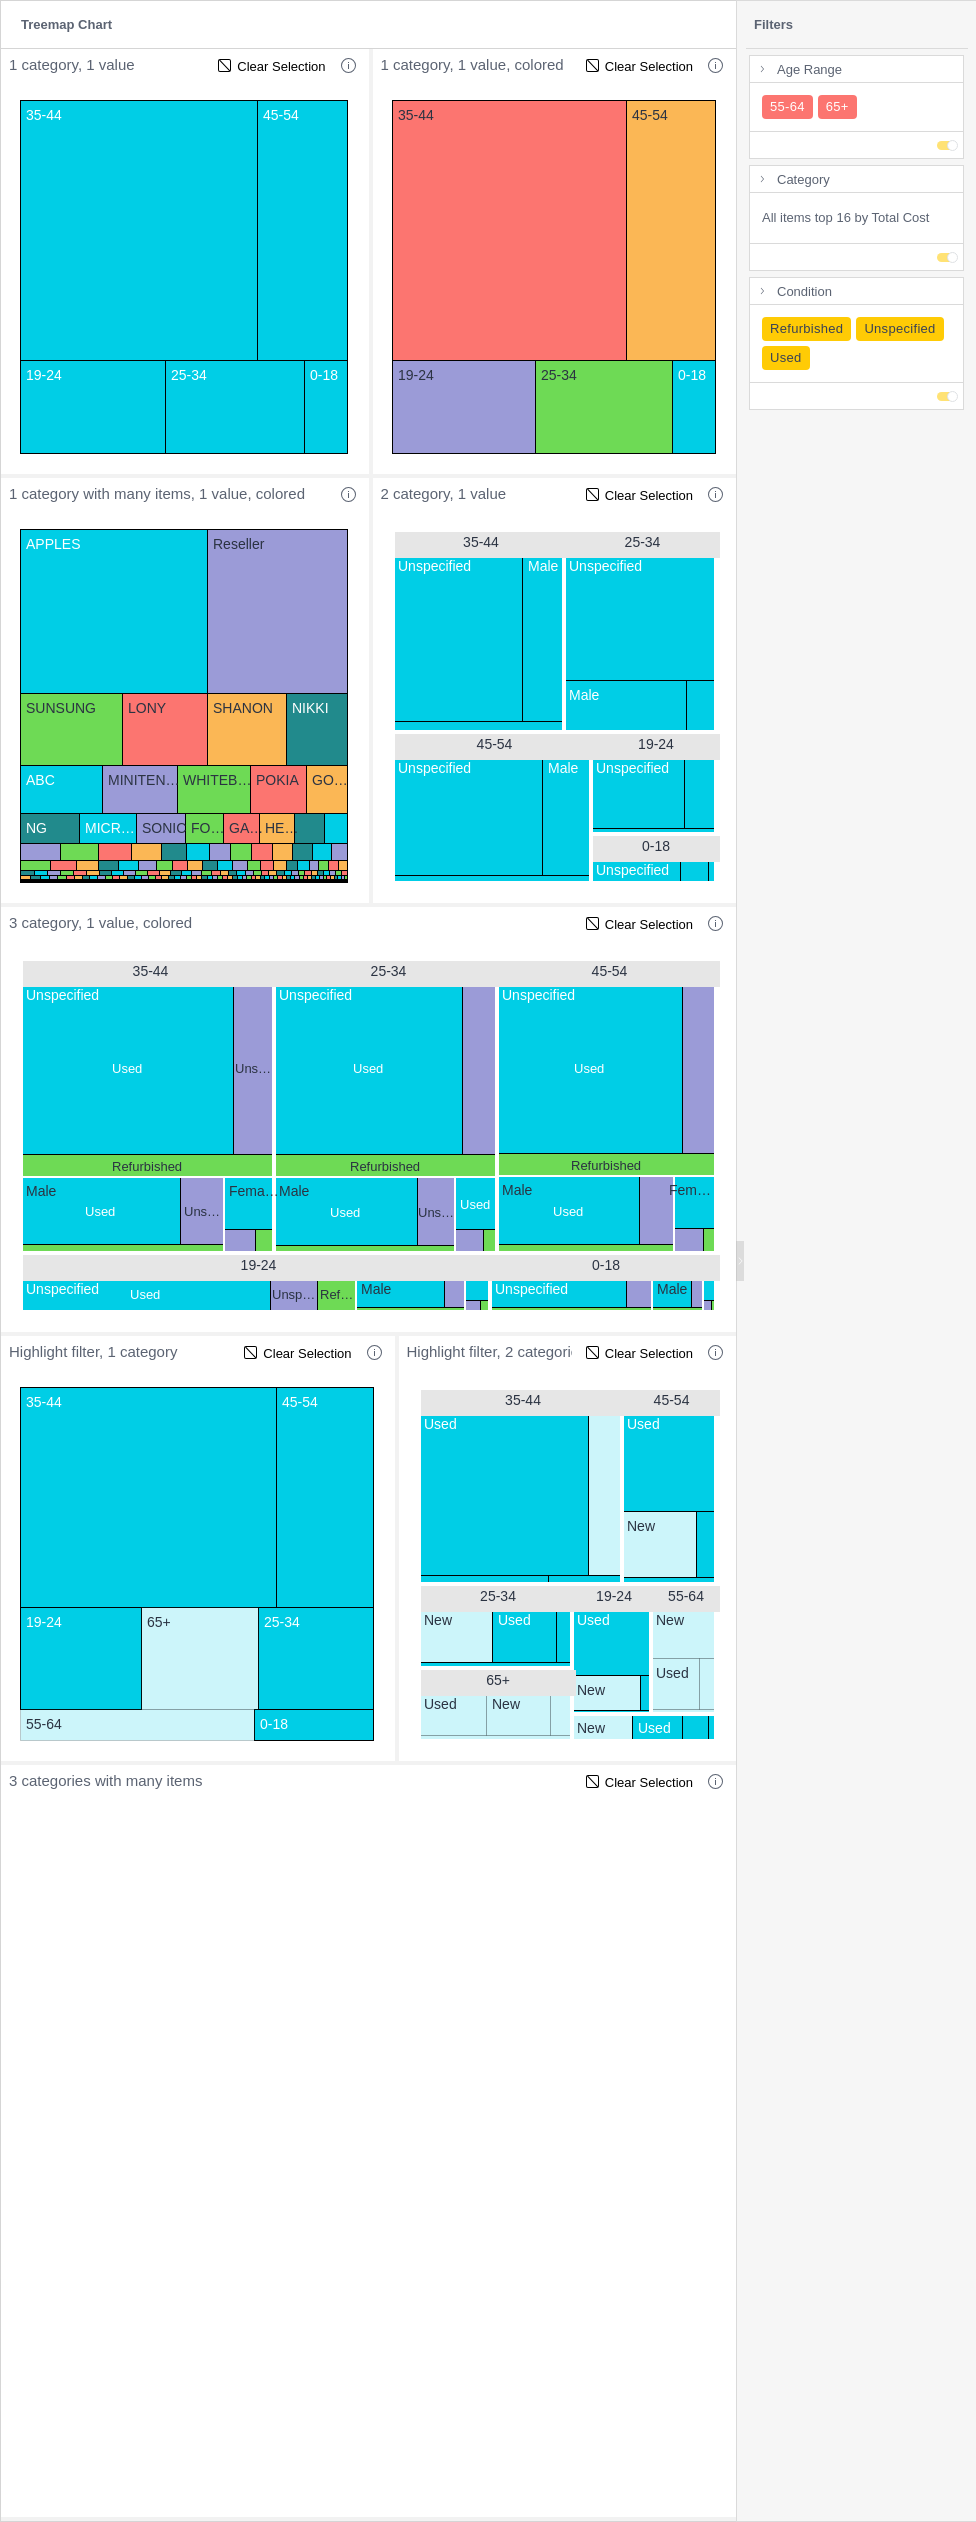 Treemap Chart
Filters
1 category, 1 value
Clear Selection
35-44
45-54
19-24
25-34
0-18
1 category, 1 value, colored
Clear Selection
35-44
45-54
19-24
25-34
0-18
Age Range
55-64 65+
Category
All items top 16 by Total Cost
Condition
Refurbished Unspecified
Used
1 category with many items, 1 value, colored
APPLES
Reseller
SUNSUNG
LONY
SHANON
NIKKI
ABC
MINITEN...
WHITEB...
POKIA
GO...
NG
MICR...
SONIC
FO...
GA...
HE...
2 category, 1 value
Clear Selection
35-44
25-34
Unspecified
Male
Unspecified
Male
45-54
19-24
Unspecified
Male
Unspecified
0-18
Unspecified
3 category, 1 value, colored
Clear Selection
35-44
25-34
45-54
Unspecified
Unspecified
Unspecified
Used
Uns...
Used
Used
Refurbished
Refurbished
Refurbished
Male
Used
Uns...
Fema...
Male
Used
Uns...
Used
Male
Used
Fem...
19-24
0-18
Unspecified
Used
Unsp...
Ref...
Male
Unspecified
Male
Highlight filter, 1 category
Clear Selection
35-44
45-54
19-24
65+
25-34
55-64
0-18
Highlight filter, 2 categori
Clear Selection
35-44
45-54
Used
Used
New
25-34
19-24
55-64
New
Used
Used
New
Used
65+
New
Used
New
New
Used
3 categories with many items
Clear Selection